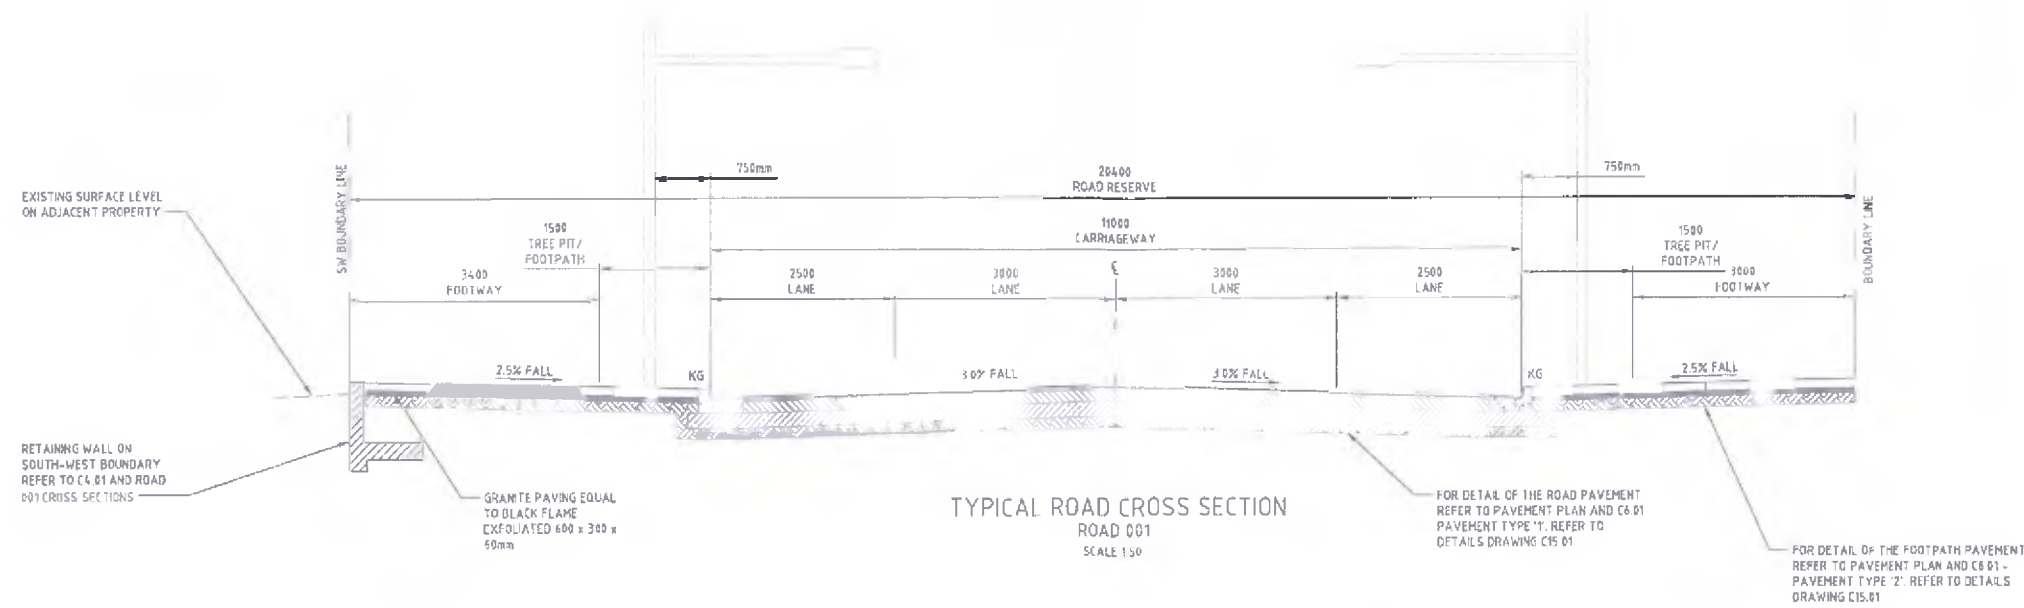 750mm
20400
ROAD RESERVE
750mm
EXISTING SURFACE LEVEL
ON ADJACENT PROPERTY
SW BOUNDARY LINE
BOUNDARY LINE
1500
TREE PIT/
FOOTPATH
11000
CARRIAGEWAY
1500
TREE PIT/
FOOTPATH
3400
FOOTWAY
2500
LANE
3000
LANE
℄
3000
LANE
2500
LANE
3000
FOOTWAY
2.5% FALL
KG
3.0% FALL
3.0% FALL
KG
2.5% FALL
RETAINING WALL ON
SOUTH-WEST BOUNDARY
REFER TO C4.01 AND ROAD
001 CROSS SECTIONS
GRANITE PAVING EQUAL
TO BLACK FLAME
EXFOLIATED 600 x 300 x
60mm
TYPICAL ROAD CROSS SECTION
ROAD 001
SCALE 1:50
FOR DETAIL OF THE ROAD PAVEMENT
REFER TO PAVEMENT PLAN AND C6.01
PAVEMENT TYPE '1'. REFER TO
DETAILS DRAWING C15.01
FOR DETAIL OF THE FOOTPATH PAVEMENT
REFER TO PAVEMENT PLAN AND C6.01 -
PAVEMENT TYPE '2'. REFER TO DETAILS
DRAWING C15.01